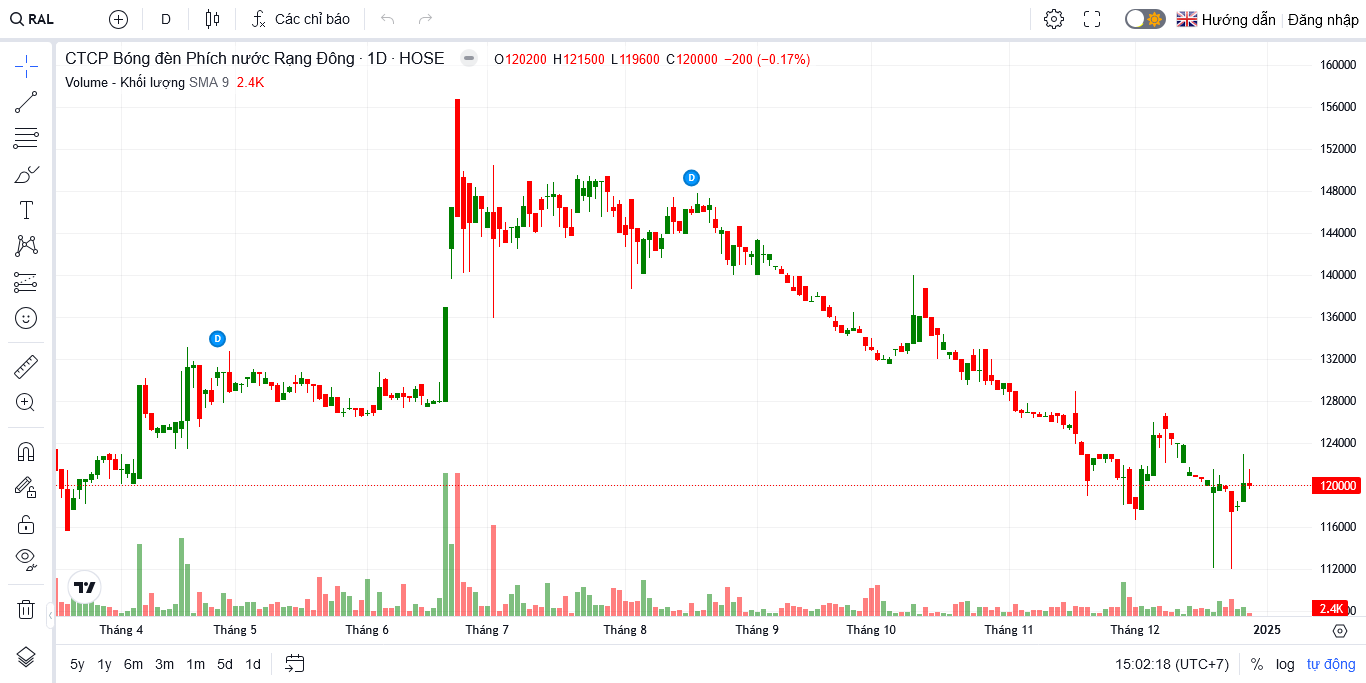 RAL D Các chỉ báo Hướng dẫn Đăng nhập
CTCP Bóng đèn Phích nước Rạng Đông · 1D · HOSE O120200 H121500 L119600 C120000 −200 (−0.17%)
Volume - Khối lượng SMA 9 2.4K
160000
156000
152000
148000
144000
140000
136000
132000
128000
124000
120000
116000
112000
2.4K
D
D
Tháng 4 Tháng 5 Tháng 6 Tháng 7 Tháng 8 Tháng 9 Tháng 10 Tháng 11 Tháng 12 2025
5y 1y 6m 3m 1m 5d 1d 15:02:18 (UTC+7) % log tự động